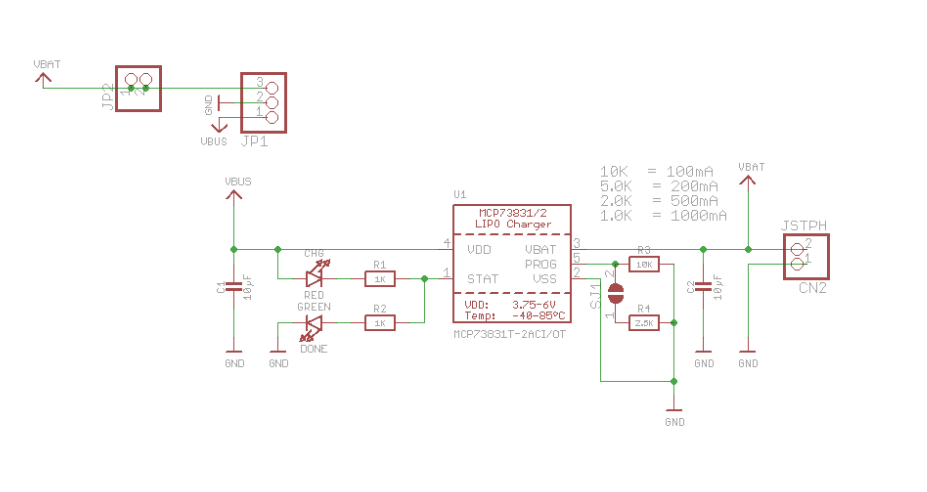 VBAT
JP2
1
2
GND
3
2
1
VBUS
JP1
VBUS
U1
10K = 100mA
5.0K = 200mA
2.0K = 500mA
1.0K = 1000mA
VBAT
JSTPH
MCP73831/2
LIPO Charger
4
VDD
VBAT
3
PROG
5
1
STAT
VSS
2
VDD: 3.75-6V
Temp: -40-85°C
MCP73831T-2ACI/OT
CHG
RED
R1
1K
GREEN
DONE
R2
1K
C1
10µF
GND
GND
R3
10K
SJ1
2
1
R4
2.5K
GND
C2
10µF
GND
GND
2
1
CN2